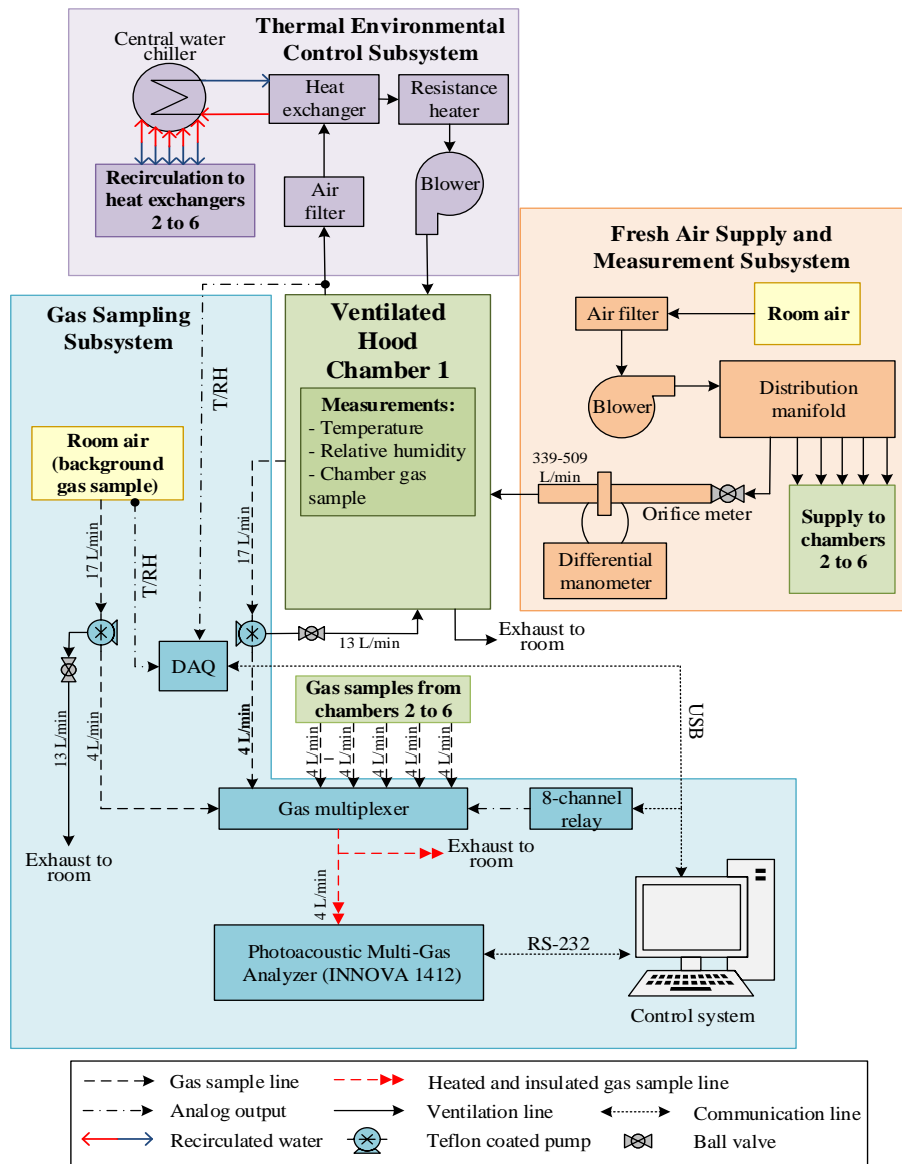 Thermal Environmental
Control Subsystem
Central water
chiller
Heat
exchanger
Resistance
heater
Recirculation to
heat exchangers
2 to 6
Air
filter
Blower
Fresh Air Supply and
Measurement Subsystem
Air filter
Room air
Blower
Distribution
manifold
339-509
L/min
Orifice meter
Differential
manometer
Supply to
chambers
2 to 6
Gas Sampling
Subsystem
T/RH
Ventilated
Hood
Chamber 1
Measurements:
- Temperature
- Relative humidity
- Chamber gas
sample
Room air
(background
gas sample)
17 L/min
T/RH
17 L/min
13 L/min
Exhaust to
room
DAQ
13 L/min
4 L/min
4 L/min
Gas samples from
chambers 2 to 6
4 L/min
4 L/min
4 L/min
4 L/min
4 L/min
USB
Gas multiplexer
8-channel
relay
Exhaust to
room
Exhaust to
room
4 L/min
Photoacoustic Multi-Gas
Analyzer (INNOVA 1412)
RS-232
Control system
Gas sample line
Heated and insulated gas sample line
Analog output
Ventilation line
Communication line
Recirculated water
Teflon coated pump
Ball valve